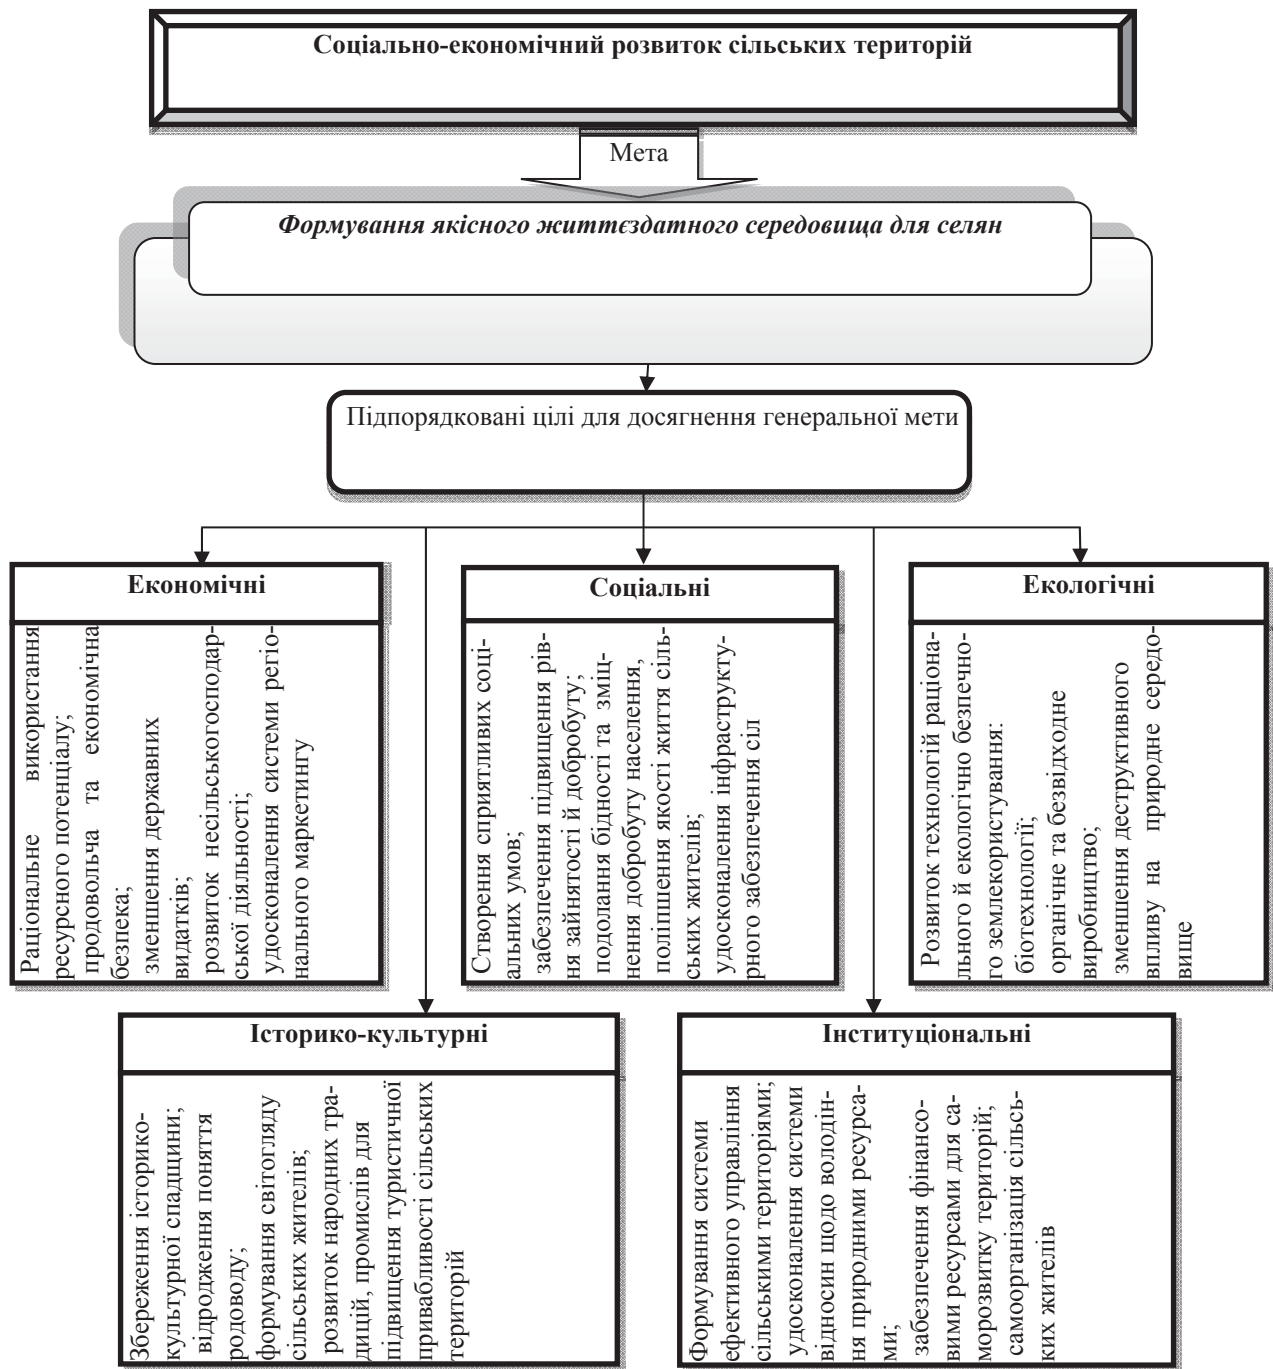 Соціально-економічний розвиток сільських територій
Мета
Формування якісного життєздатного середовища для селян
Підпорядковані цілі для досягнення генеральної мети
Економічні
Раціональне використання
ресурсного потенціалу;
продовольча та економічна
безпека;
зменшення державних
видатків;
розвиток несільськогосподар-
ської діяльності;
удосконалення системи регіо-
нального маркетингу
Соціальні
Створення сприятливих соці-
альних умов;
забезпечення підвищення рів-
ня зайнятості й добробуту;
подолання бідності та зміц-
нення добробуту населення,
поліпшення якості життя сіль-
ських жителів;
удосконалення інфраструкту-
рного забезпечення сіл
Екологічні
Розвиток технологій раціона-
льного й екологічно безпечно-
го землекористування:
біотехнології;
органічне та безвідходне
виробництво;
зменшення деструктивного
впливу на природне середо-
вище
Історико-культурні
Збереження історико-
культурної спадщини;
відродження поняття
родоводу;
формування світогляду
сільських жителів;
розвиток народних тра-
дицій, промислів для
підвищення туристичної
привабливості сільських
територій
Інституціональні
Формування системи
ефективного управління
сільськими територіями;
удосконалення системи
відносин щодо володін-
ня природними ресурса-
ми;
забезпечення фінансо-
вими ресурсами для са-
морозвитку територій;
самоорганізація сільсь-
ких жителів